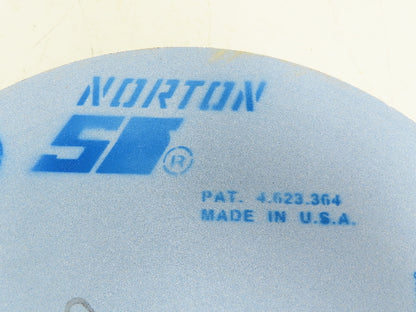 NORTON
SG®
PAT. 4,623,364
MADE IN U.S.A.